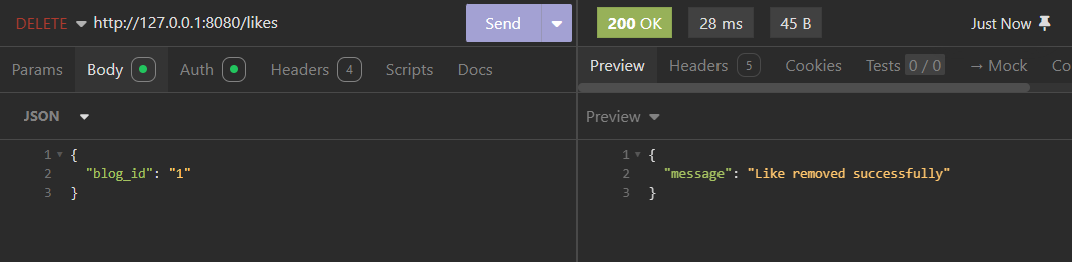 DELETE http://127.0.0.1:8080/likes Send
Params Body Auth Headers 4 Scripts Docs
JSON
1 {
2 "blog_id": "1"
3 }
200 OK 28 ms 45 B Just Now
Preview Headers 5 Cookies Tests 0 / 0 → Mock Co
Preview
1 {
2 "message": "Like removed successfully"
3 }